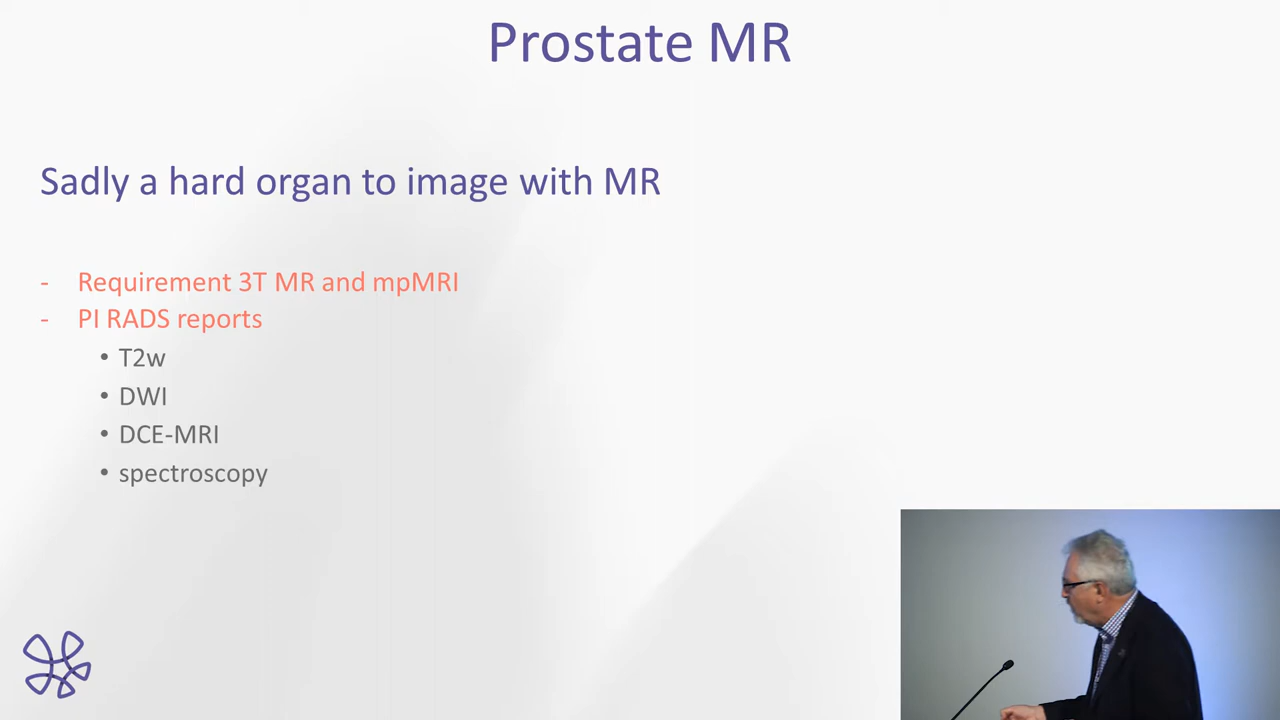 Prostate MR
Sadly a hard organ to image with MR
- Requirement 3T MR and mpMRI
- PI RADS reports
• T2w
• DWI
• DCE-MRI
• spectroscopy